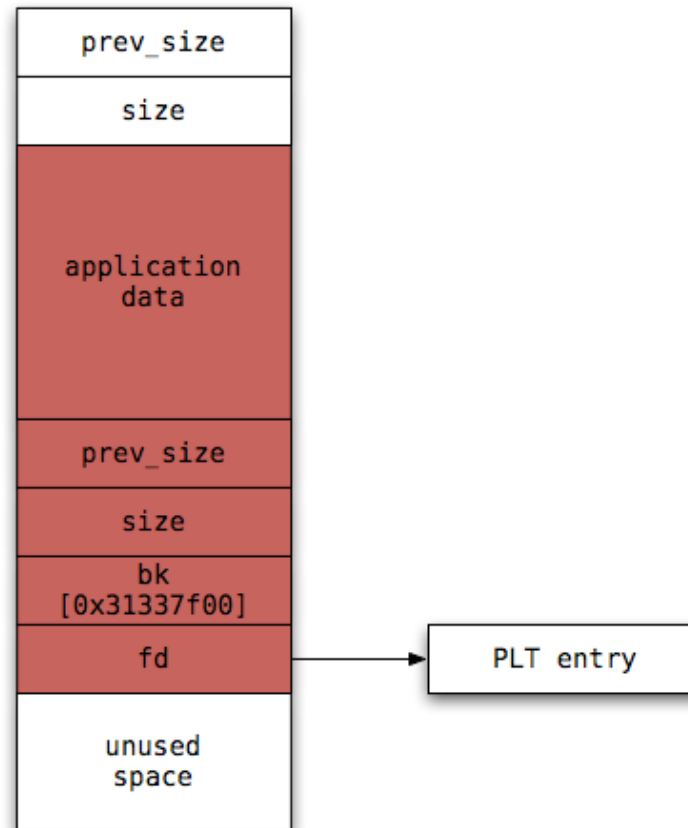 prev_size
size
application
data
prev_size
size
bk
[0x31337f00]
fd
PLT entry
unused
space